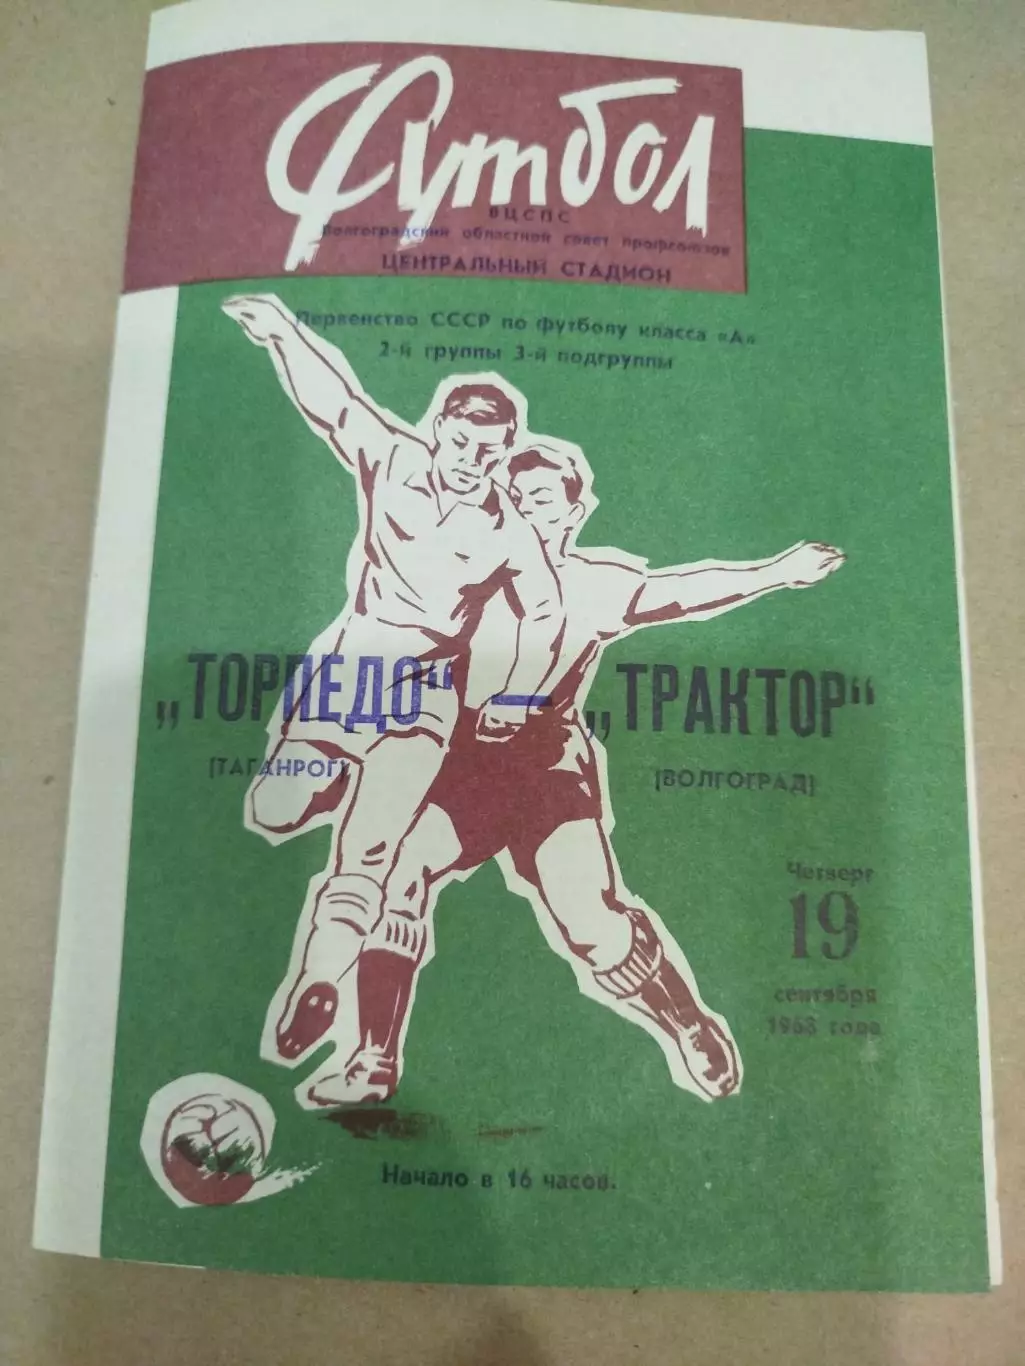 Футбол
ВЦСПС
Волгоградский областной совет профсоюзов
ЦЕНТРАЛЬНЫЙ СТАДИОН
Первенство СССР по футболу класса «А»
2-й группы 3-й подгруппы
„ТОРПЕДО“ — „ТРАКТОР“
(ТАГАНРОГ) (ВОЛГОГРАД)
Четверг
19
сентября
1968 года
Начало в 16 часов.